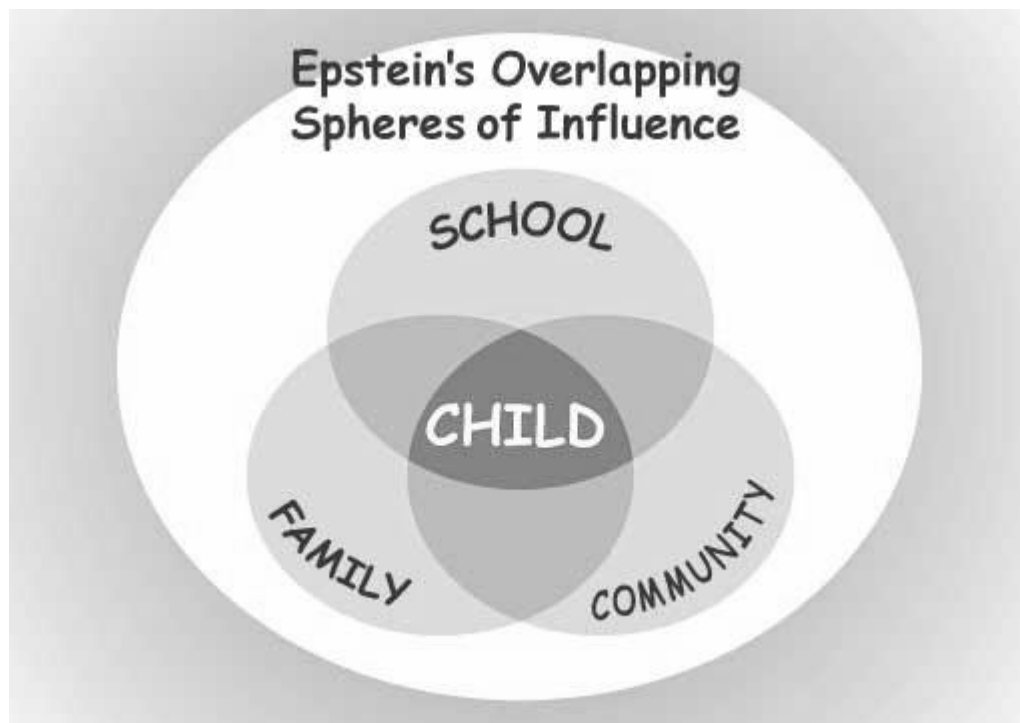 Epstein's Overlapping
Spheres of Influence
SCHOOL
CHILD
FAMILY
COMMUNITY